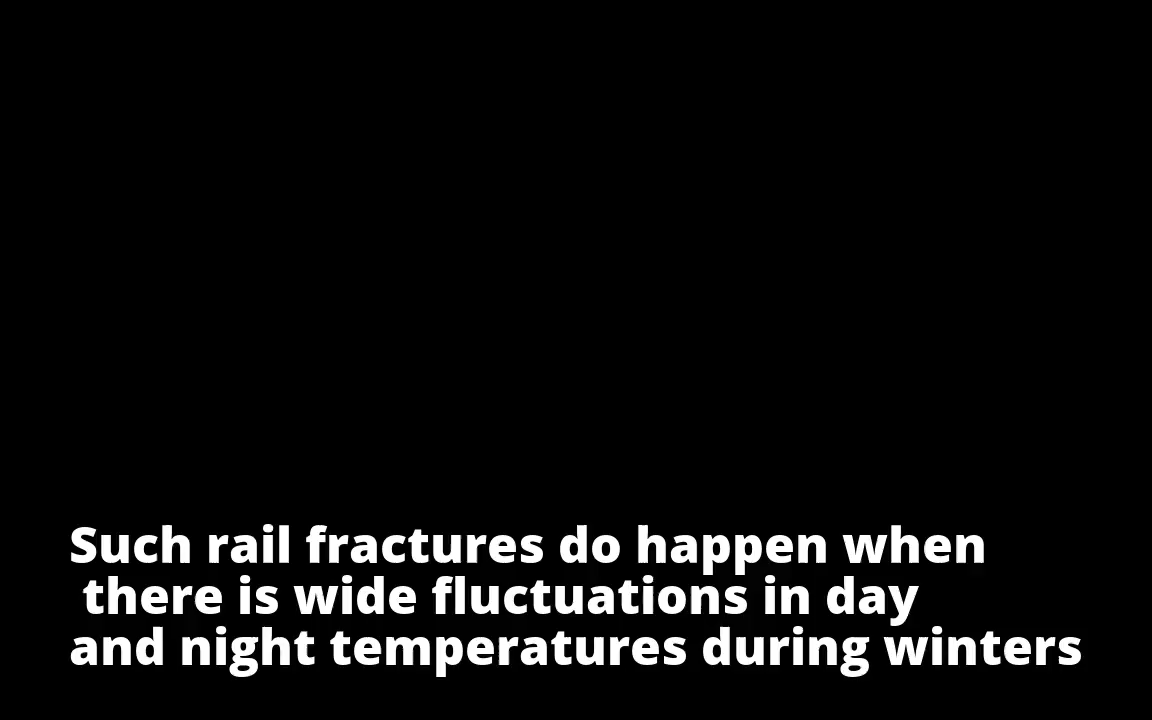 Such rail fractures do happen when
there is wide fluctuations in day
and night temperatures during winters